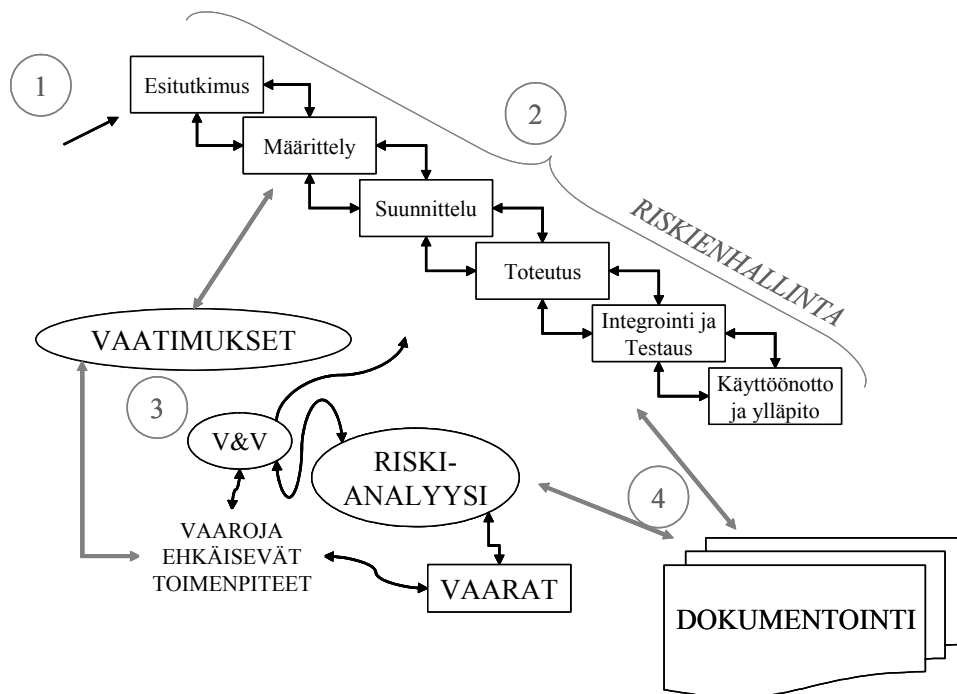 1
Esitutkimus
2
Määrittely
Suunnittelu
RISKIENHALLINTA
Toteutus
Integrointi ja
Testaus
Käyttöönotto
ja ylläpito
VAATIMUKSET
3
V&V
RISKI-
ANALYYSI
4
VAAROJA
EHKÄISEVÄT
TOIMENPITEET
VAARAT
DOKUMENTOINTI